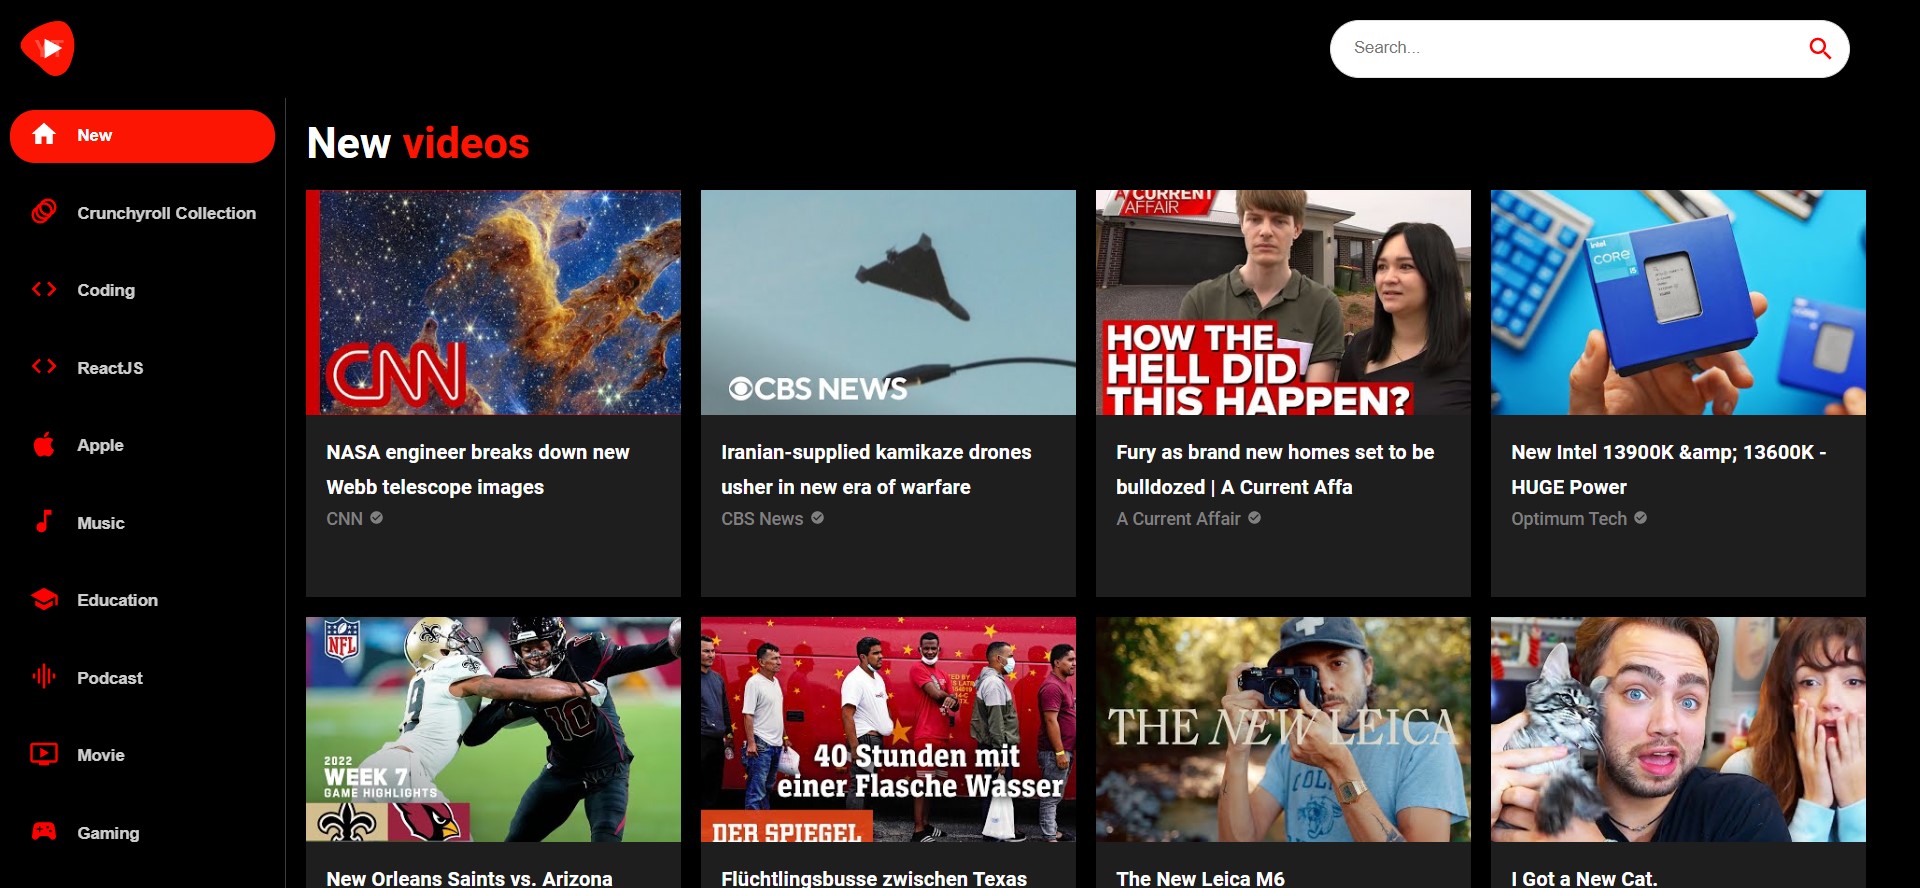 Search...
New
Crunchyroll Collection
Coding
ReactJS
Apple
Music
Education
Podcast
Movie
Gaming
New videos
CNN
NASA engineer breaks down new
Webb telescope images
CNN
CBS NEWS
Iranian-supplied kamikaze drones
usher in new era of warfare
CBS News
A CURRENT
AFFAIR
HOW THE
HELL DID
THIS HAPPEN?
Fury as brand new homes set to be
bulldozed | A Current Affa
A Current Affair
intel
CORE
i5
New Intel 13900K &amp; 13600K -
HUGE Power
Optimum Tech
NFL
9
10
2022
WEEK 7
GAME HIGHLIGHTS
New Orleans Saints vs. Arizona
40 Stunden mit
einer Flasche Wasser
DER SPIEGEL
Flüchtlingsbusse zwischen Texas
THE NEW LEICA
The New Leica M6
I Got a New Cat.